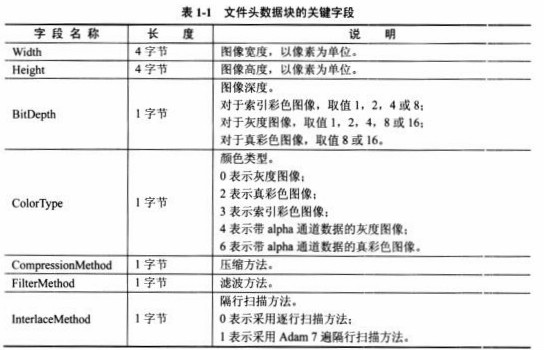 表 1-1 文件头数据块的关键字段
字段名称 长度 说明
Width 4字节 图像宽度，以像素为单位。
Height 4字节 图像高度，以像素为单位。
图像深度。
对于索引彩色图像，取值 1，2，4 或 8；
BitDepth 1字节 对于灰度图像，取值 1，2，4，8 或 16；
对于真彩色图像，取值 8 或 16。
颜色类型。
0 表示灰度图像；
2 表示真彩色图像；
ColorType 1字节 3 表示索引彩色图像；
4 表示带 alpha 通道数据的灰度图像；
6 表示带 alpha 通道数据的真彩色图像。
CompressionMethod 1字节 压缩方法。
FilterMethod 1字节 滤波方法。
隔行扫描方法。
InterlaceMethod 1字节 0 表示采用逐行扫描方法；
1 表示采用 Adam 7 遍隔行扫描方法。